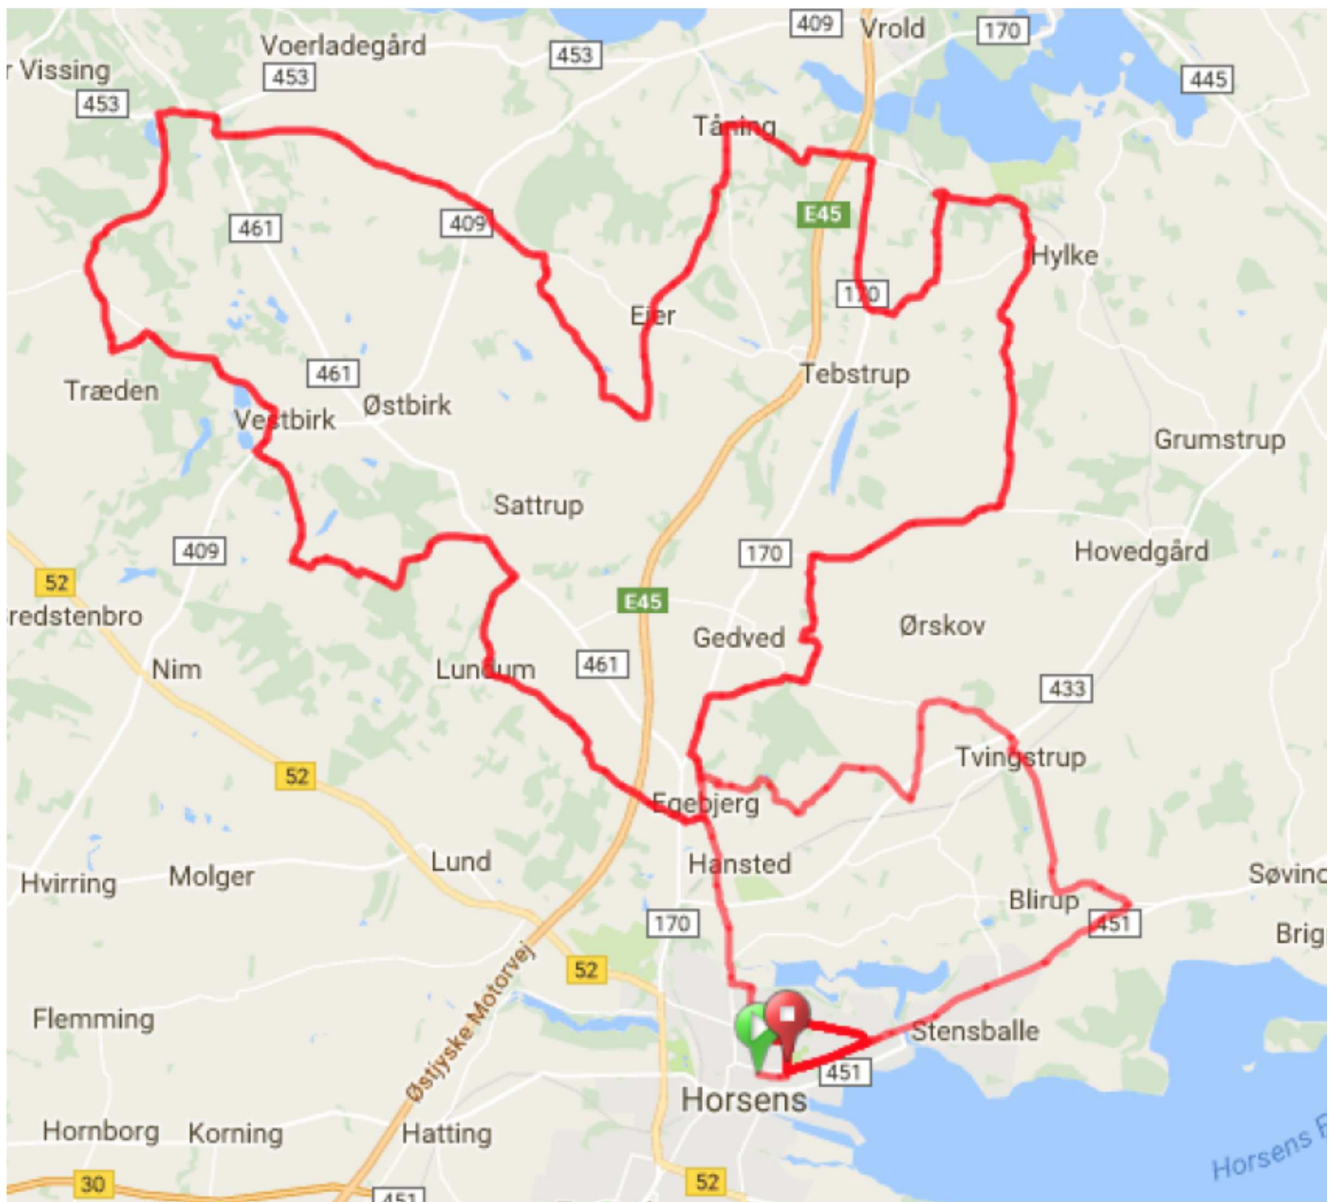 409
Vrold
170
Voerladegård
453
453
r Vissing
453
445
Tåning
E45
461
409
Hylke
170
Ejer
461
Tebstrup
Træden
Østbirk
Vestbirk
Grumstrup
Sattrup
409
170
Hovedgård
52
E45
redstenbro
Gedved
Ørskov
Nim
Lundum
461
433
Tvingstrup
52
Egebjerg
Hvirring
Molger
Lund
Hansted
Søvind
Blirup
170
451
Brig
Østjyske Motorvej
52
Flemming
Stensballe
451
Horsens
Hornborg
Korning
Hatting
Horsens F
30
451
52